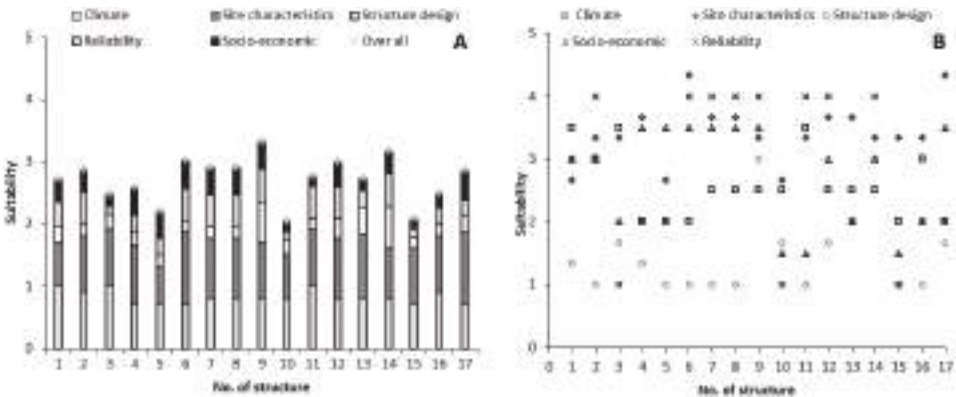 Climate Site characteristics Structure design
Reliability Socio-economic Over all
A
5
4
3
2
1
0
Suitability
1 2 3 4 5 6 7 8 9 10 11 12 13 14 15 16 17
No. of structure
Climate Site characteristics Structure design
Socio-economic Reliability
B
5
4
3
2
1
0
Suitability
0 1 2 3 4 5 6 7 8 9 10 11 12 13 14 15 16 17
No. of structure